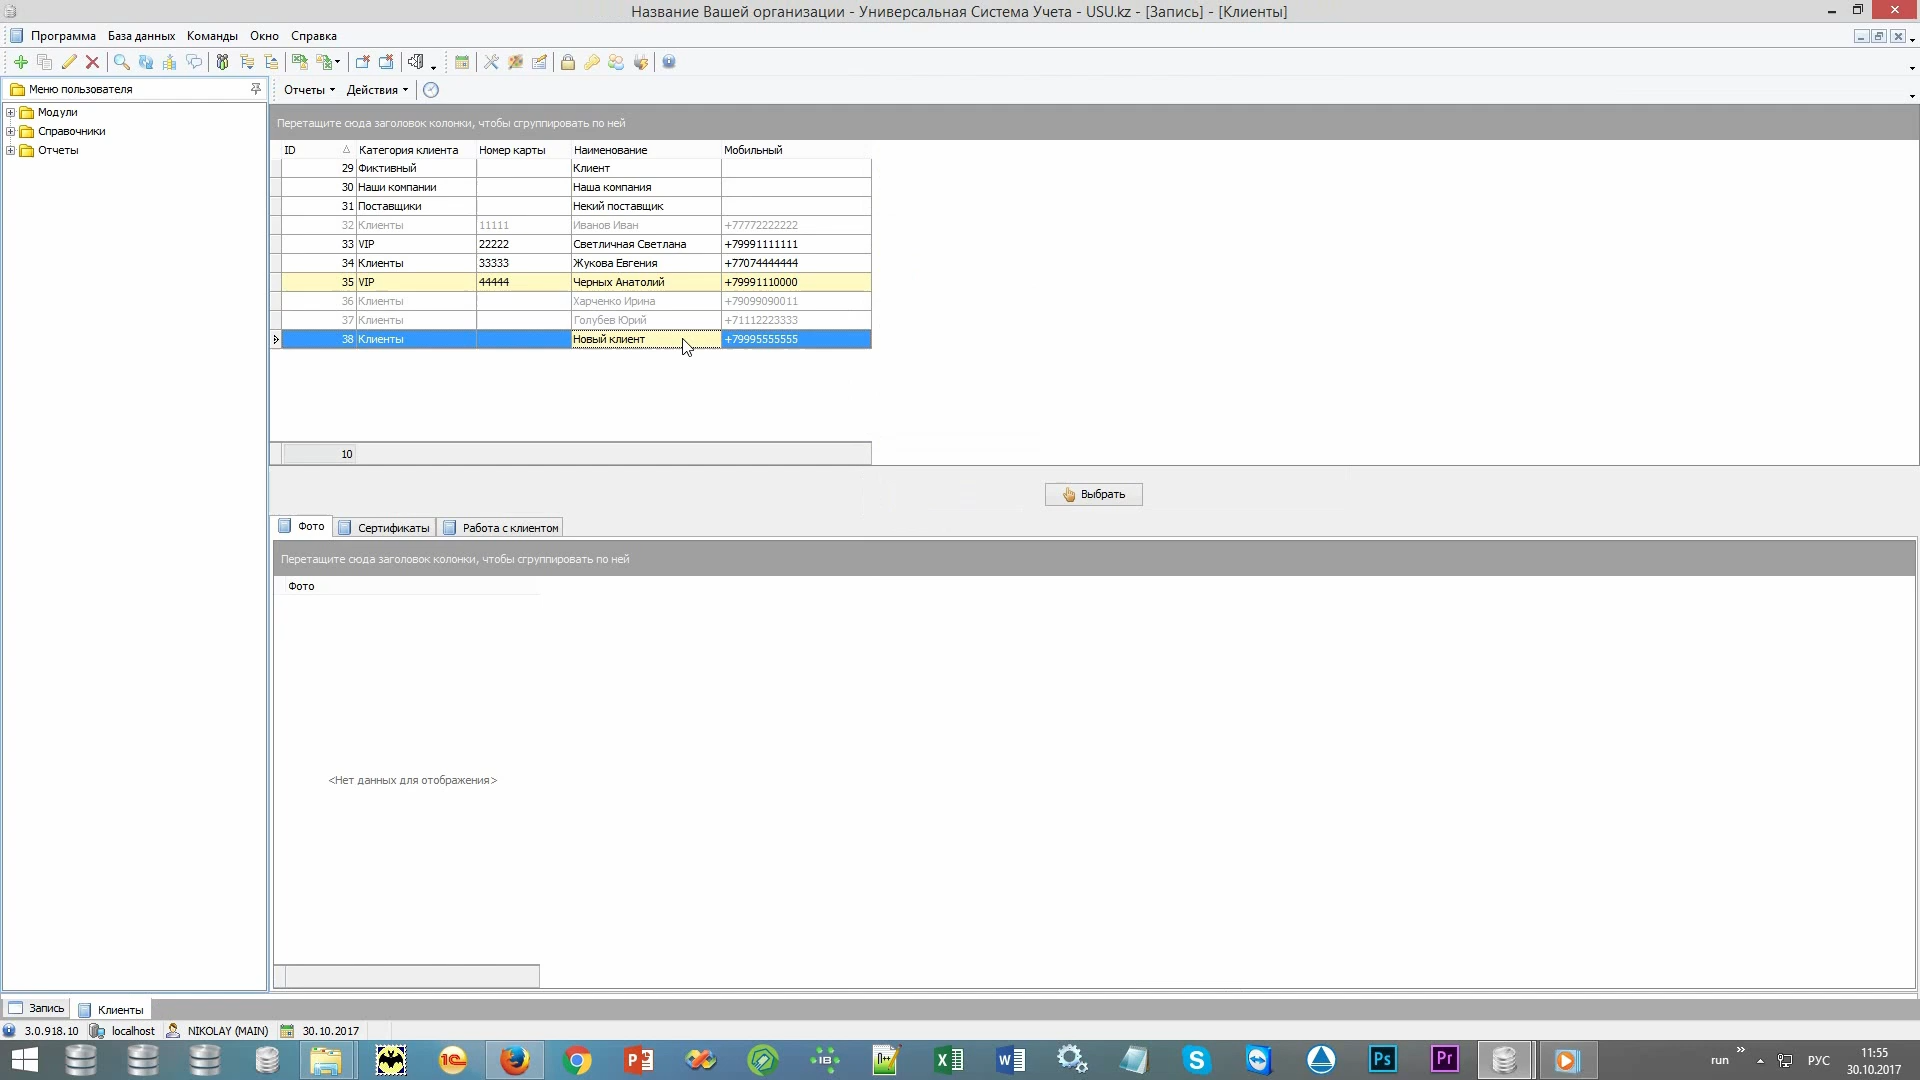 Название Вашей организации - Универсальная Система Учета - USU.kz - [Запись] - [Клиенты]
Программа База данных Команды Окно Справка
Меню пользователя
Отчеты Действия
Модули
Справочники
Отчеты
Перетащите сюда заголовок колонки, чтобы сгруппировать по ней
ID Категория клиента Номер карты Наименование Мобильный
29 Фиктивный Клиент
30 Наши компании Наша компания
31 Поставщики Некий поставщик
32 Клиенты 11111 Иванов Иван +77772222222
33 VIP 22222 Светличная Светлана +79991111111
34 Клиенты 33333 Жукова Евгения +77074444444
35 VIP 44444 Черных Анатолий +79991110000
36 Клиенты Харченко Ирина +79099090011
37 Клиенты Голубев Юрий +71112223333
38 Клиенты Новый клиент +79995555555
10
Выбрать
Фото Сертификаты Работа с клиентом
Перетащите сюда заголовок колонки, чтобы сгруппировать по ней
Фото
<Нет данных для отображения>
Запись Клиенты
3.0.918.10 localhost NIKOLAY (MAIN) 30.10.2017
run РУС 11:55
30.10.2017